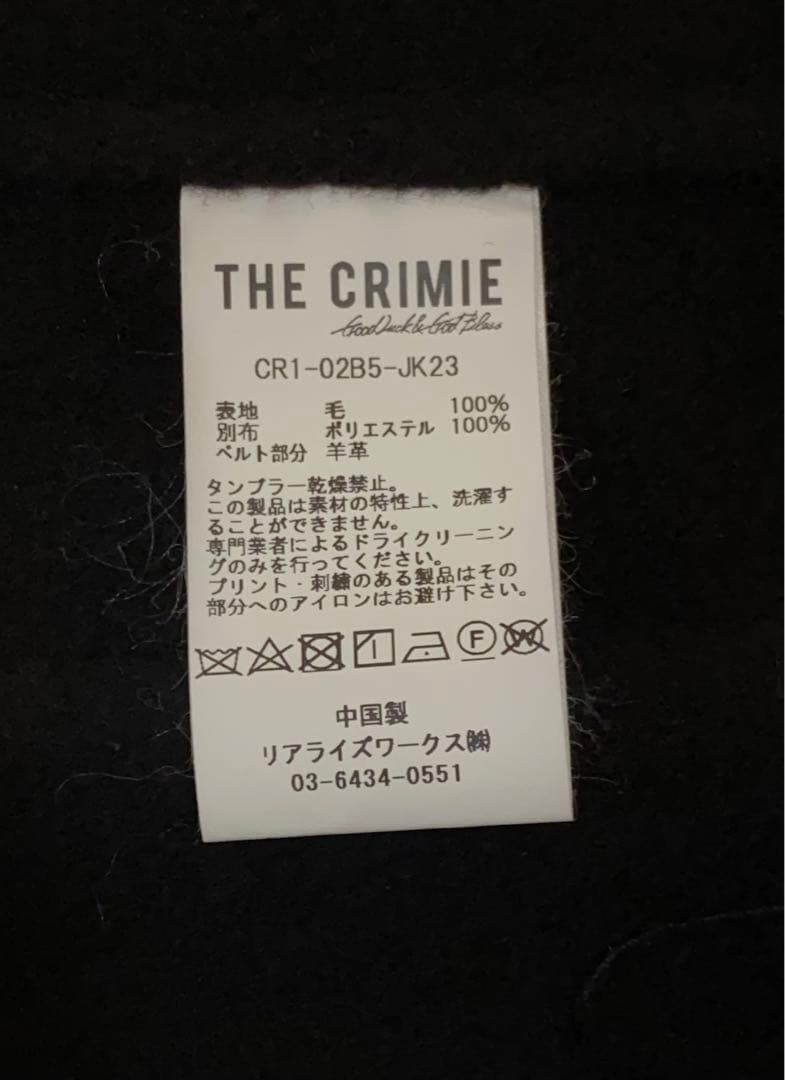 THE CRIMIE
Good Luck & God Bless
CR1-02B5-JK23
表地 毛 100%
別布 ポリエステル 100%
ベルト部分 羊革
タンブラー乾燥禁止。
この製品は素材の特性上、洗濯す
ることができません。
専門業者によるドライクリーニン
グのみを行ってください。
プリント・刺繍のある製品はその
部分へのアイロンはお避け下さい。
F W
中国製
リアライズワークス㈱
03-6434-0551